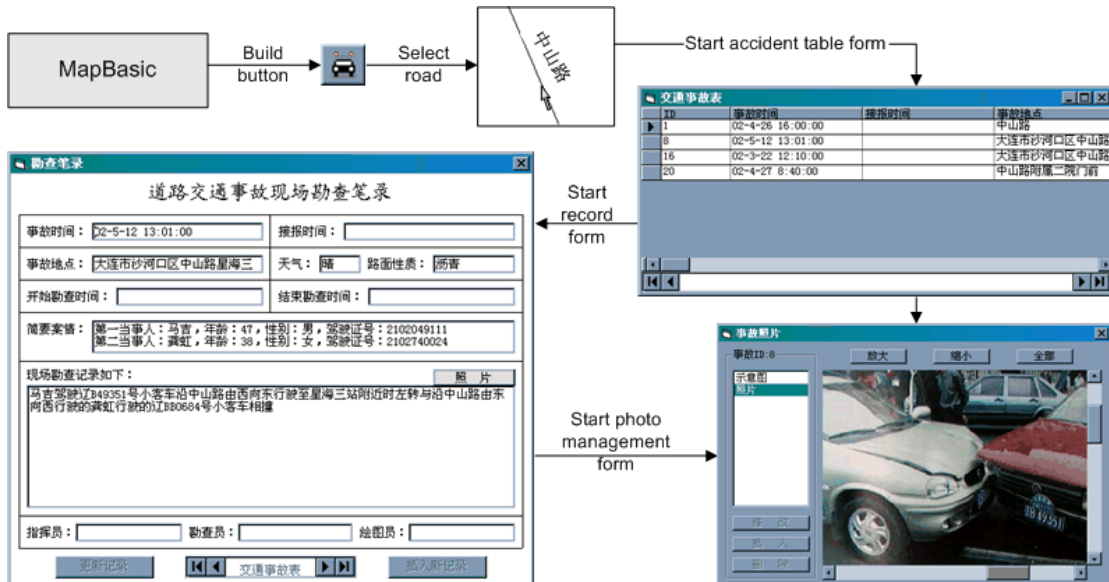 MapBasic
Build
button
Select
road
中山路
Start accident table form
交通事故表
ID 事故时间 接报时间 事故地点
1 02-4-26 16:00:00 中山路
8 02-5-12 13:01:00 大连市沙河口区中山路
16 02-3-22 12:10:00 大连市沙河口区中山路
20 02-4-27 8:40:00 中山路附属二院门前
Start
record
form
勘查笔录
道路交通事故现场勘查笔录
事故时间： 02-5-12 13:01:00 接报时间：
事故地点： 大连市沙河口区中山路星海三 天气： 晴 路面性质： 沥青
开始勘查时间： 结束勘查时间：
简要案情： 第一当事人：马吉，年龄：47，性别：男，驾驶证号：2102049111
第二当事人：龚虹，年龄：38，性别：女，驾驶证号：2102740024
现场勘查记录如下： 照 片
马吉驾驶辽B49351号小客车沿中山路由西向东行驶至星海三站附近时左转与沿中山路由东
向西行驶的龚虹行驶的辽BB0684号小客车相撞
指挥员： 勘查员： 绘图员：
更新记录 交通事故表 插入新记录
Start photo
management
form
事故照片
事故ID:8 放大 缩小 全部
示意图
照片
修 改
插 入
删 除
B49351